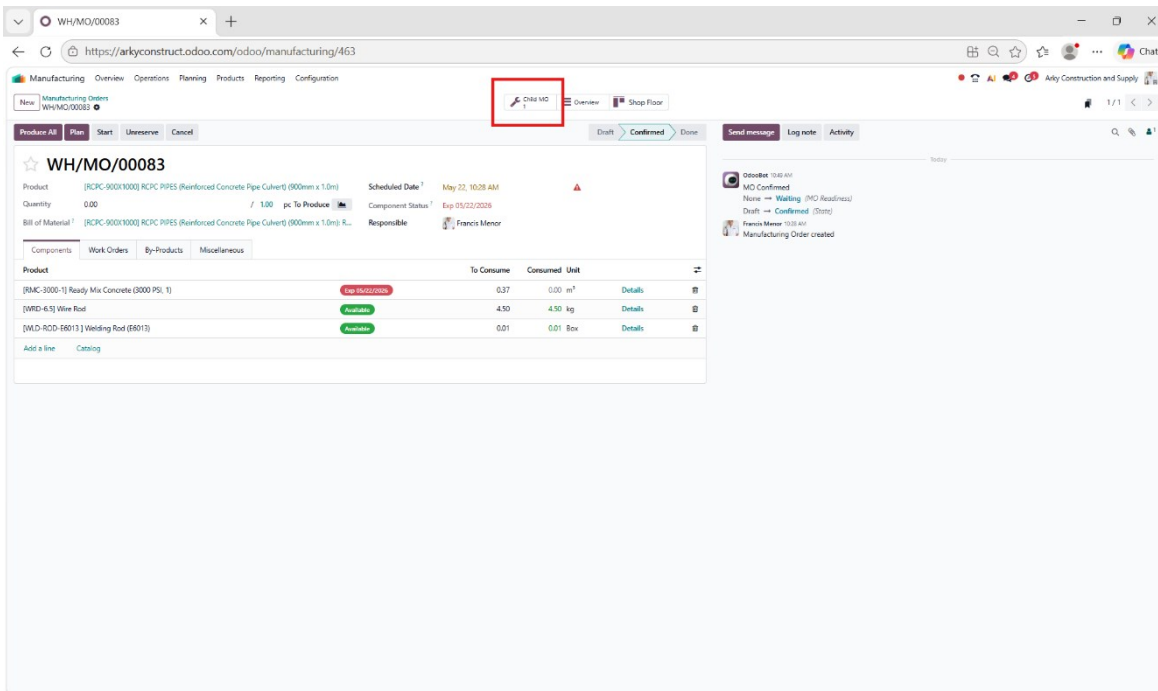 WH/MO/00083
https://arkyconstruct.odoo.com/odoo/manufacturing/463
Chat
Manufacturing Overview Operations Planning Products Reporting Configuration
AI Arky Construction and Supply
New Manufacturing Orders
WH/MO/00083
Child MO
1
Overview
Shop Floor
1/1
Produce All Plan Start Unreserve Cancel
Draft Confirmed Done
Send message Log note Activity
WH/MO/00083
Product [RCPC-900X1000] RCPC PIPES (Reinforced Concrete Pipe Culvert) (900mm x 1.0m)
Scheduled Date ? May 22, 10:28 AM
Quantity 0.00 / 1.00 pc To Produce
Component Status ? Exp 05/22/2026
Bill of Material ? [RCPC-900X1000] RCPC PIPES (Reinforced Concrete Pipe Culvert) (900mm x 1.0m): R...
Responsible Francis Menor
Components Work Orders By-Products Miscellaneous
Product To Consume Consumed Unit
[RMC-3000-1] Ready Mix Concrete (3000 PSI, 1) Exp 05/22/2026 0.37 0.00 m³ Details
[WRD-6.5] Wire Rod Available 4.50 4.50 kg Details
[WLD-ROD-E6013 ] Welding Rod (E6013) Available 0.01 0.01 Box Details
Add a line Catalog
Today
OdooBot 10:40 AM
MO Confirmed
None → Waiting (MO Readiness)
Draft → Confirmed (State)
Francis Menor 10:28 AM
Manufacturing Order created